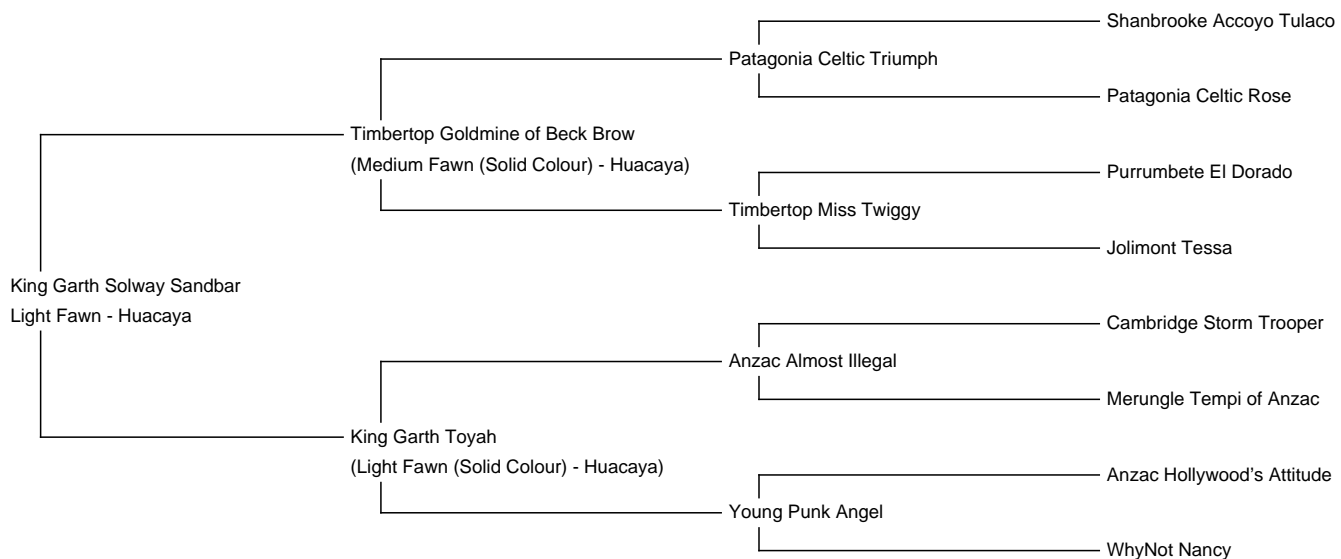 Shanbrooke Accoyo Tulaco
Patagonia Celtic Triumph
Patagonia Celtic Rose
Timbertop Goldmine of Beck Brow
(Medium Fawn (Solid Colour) - Huacaya)
Purrumbete El Dorado
Timbertop Miss Twiggy
Jolimont Tessa
King Garth Solway Sandbar
Light Fawn - Huacaya
Cambridge Storm Trooper
Anzac Almost Illegal
Merungle Tempi of Anzac
King Garth Toyah
(Light Fawn (Solid Colour) - Huacaya)
Anzac Hollywood’s Attitude
Young Punk Angel
WhyNot Nancy